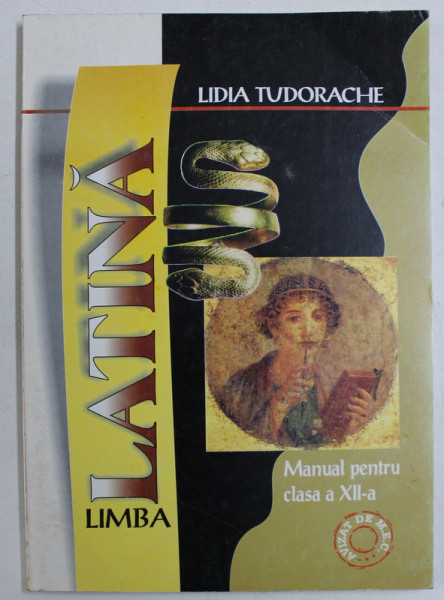 LIDIA TUDORACHE
LIMBA
LATINĂ
Manual pentru
clasa a XII-a
AVIZAT DE M.E.C.